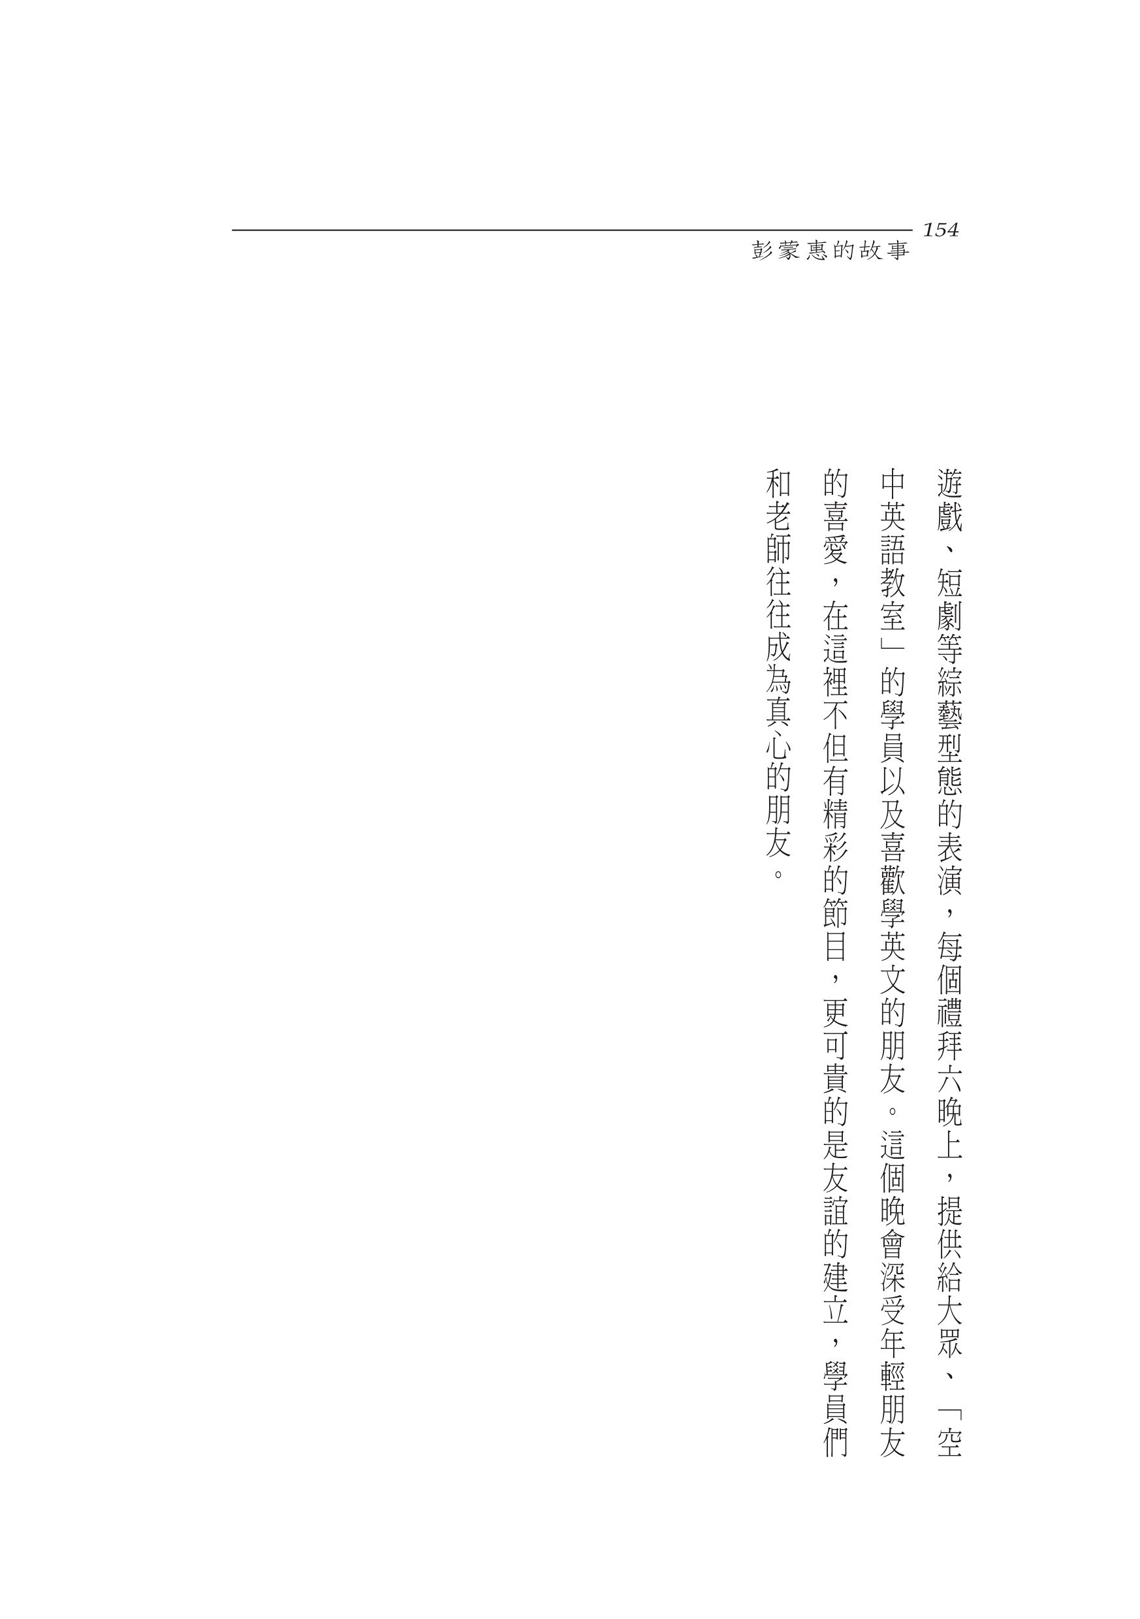 154
彭蒙惠的故事
遊戲、短劇等綜藝型態的表演，每個禮拜六晚上，提供給大眾、「空
中英語教室」的學員以及喜歡學英文的朋友。這個晚會深受年輕朋友
的喜愛，在這裡不但有精彩的節目，更可貴的是友誼的建立，學員們
和老師往往成為真心的朋友。